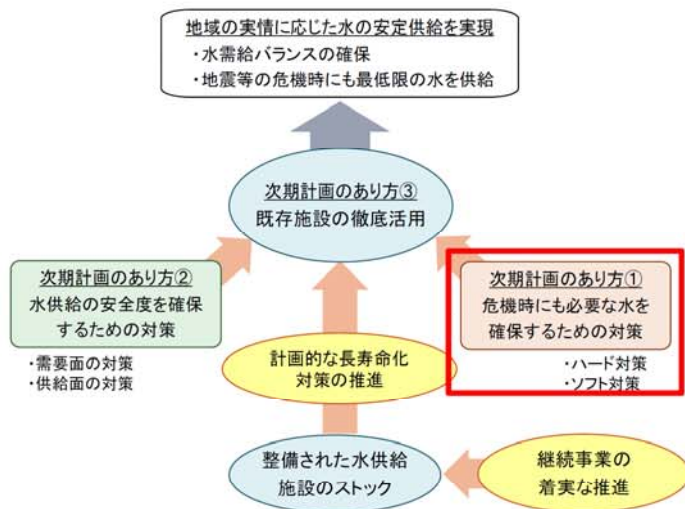 地域の実情に応じた水の安定供給を実現
・水需給バランスの確保
・地震等の危機時にも最低限の水を供給
次期計画のあり方③
既存施設の徹底活用
次期計画のあり方②
水供給の安全度を確保
するための対策
・需要面の対策
・供給面の対策
次期計画のあり方①
危機時にも必要な水を
確保するための対策
・ハード対策
・ソフト対策
計画的な長寿命化
対策の推進
整備された水供給
施設のストック
継続事業の
着実な推進